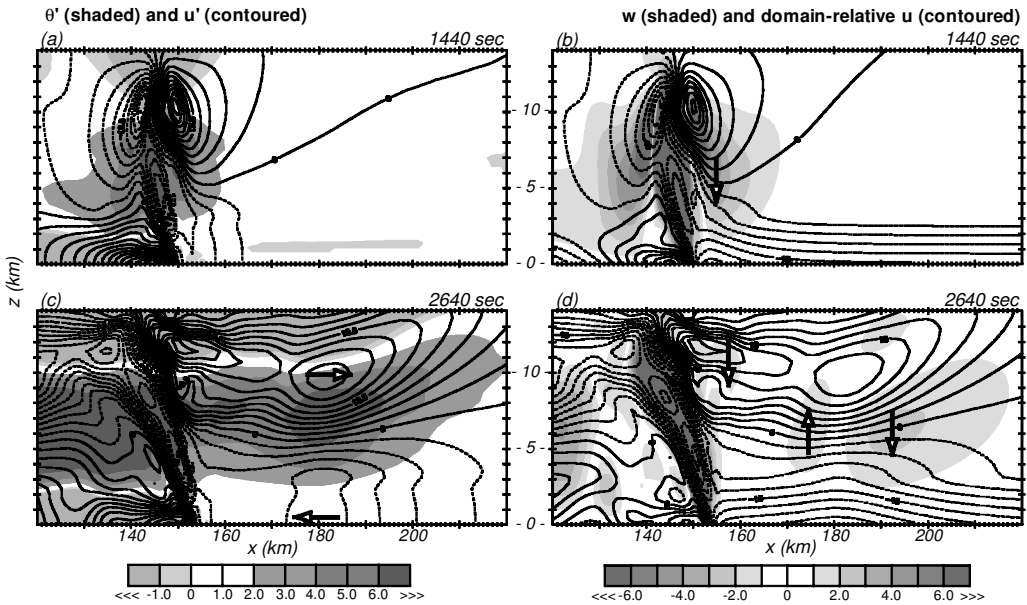 θ' (shaded) and u' (contoured)
w (shaded) and domain-relative u (contoured)
(a)
1440 sec
(b)
1440 sec
- 10 -
- 5 -
- 0 -
z (km)
(c)
2640 sec
(d)
2640 sec
- 10 -
- 5 -
- 0 -
140 160 180 200
140 160 180 200
x (km)
x (km)
<<< -1.0 0 1.0 2.0 3.0 4.0 5.0 6.0 >>>
<<<-6.0 -4.0 -2.0 0 2.0 4.0 6.0 >>>